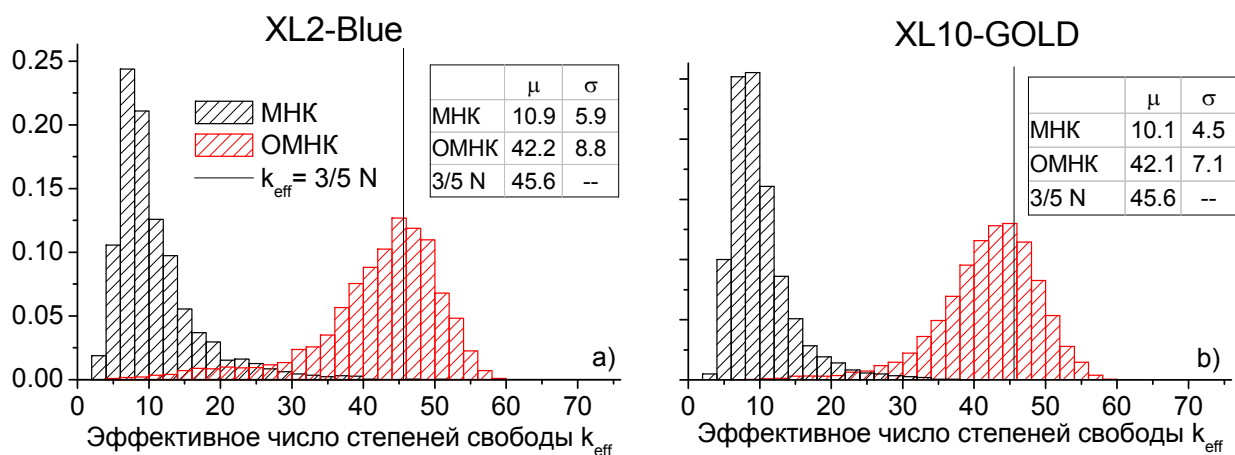 XL2-Blue
0.25
0.20
0.15
0.10
0.05
0.00
0 10 20 30 40 50 60 70
МНК
ОМНК
k_eff = 3/5 N
μ σ
МНК 10.9 5.9
ОМНК 42.2 8.8
3/5 N 45.6 --
a)
Эффективное число степеней свободы k_eff
XL10-GOLD
μ σ
МНК 10.1 4.5
ОМНК 42.1 7.1
3/5 N 45.6 --
b)
0 10 20 30 40 50 60 70
Эффективное число степеней свободы k_eff